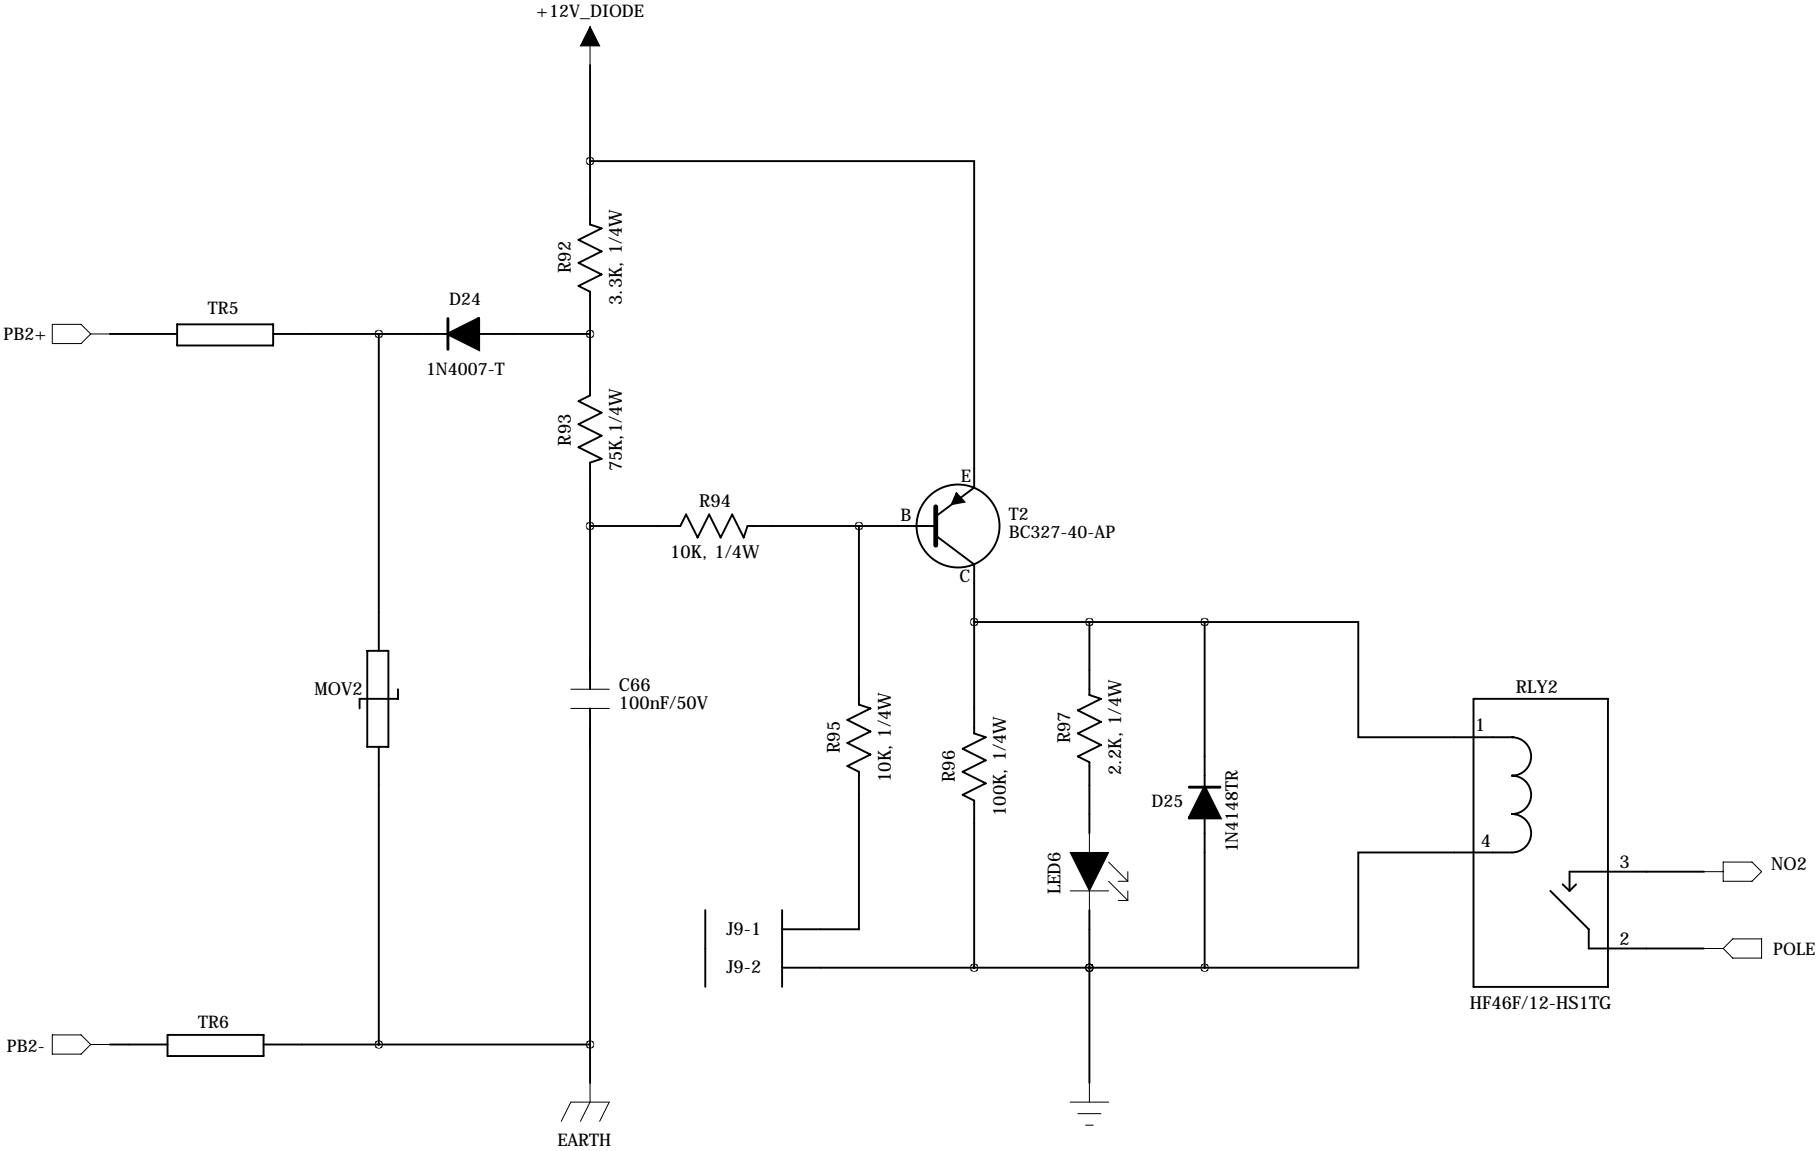 +12V_DIODE
R92
3.3K, 1/4W
TR5
D24
PB2+
1N4007-T
R93
75K,1/4W
E
R94
B
T2
BC327-40-AP
10K, 1/4W
C
MOV2
C66
100nF/50V
RLY2
R95
10K, 1/4W
R96
100K, 1/4W
R97
2.2K, 1/4W
1
D25
1N4148TR
4
LED6
3
NO2
J9-1
2
POLE
J9-2
HF46F/12-HS1TG
TR6
PB2-
EARTH